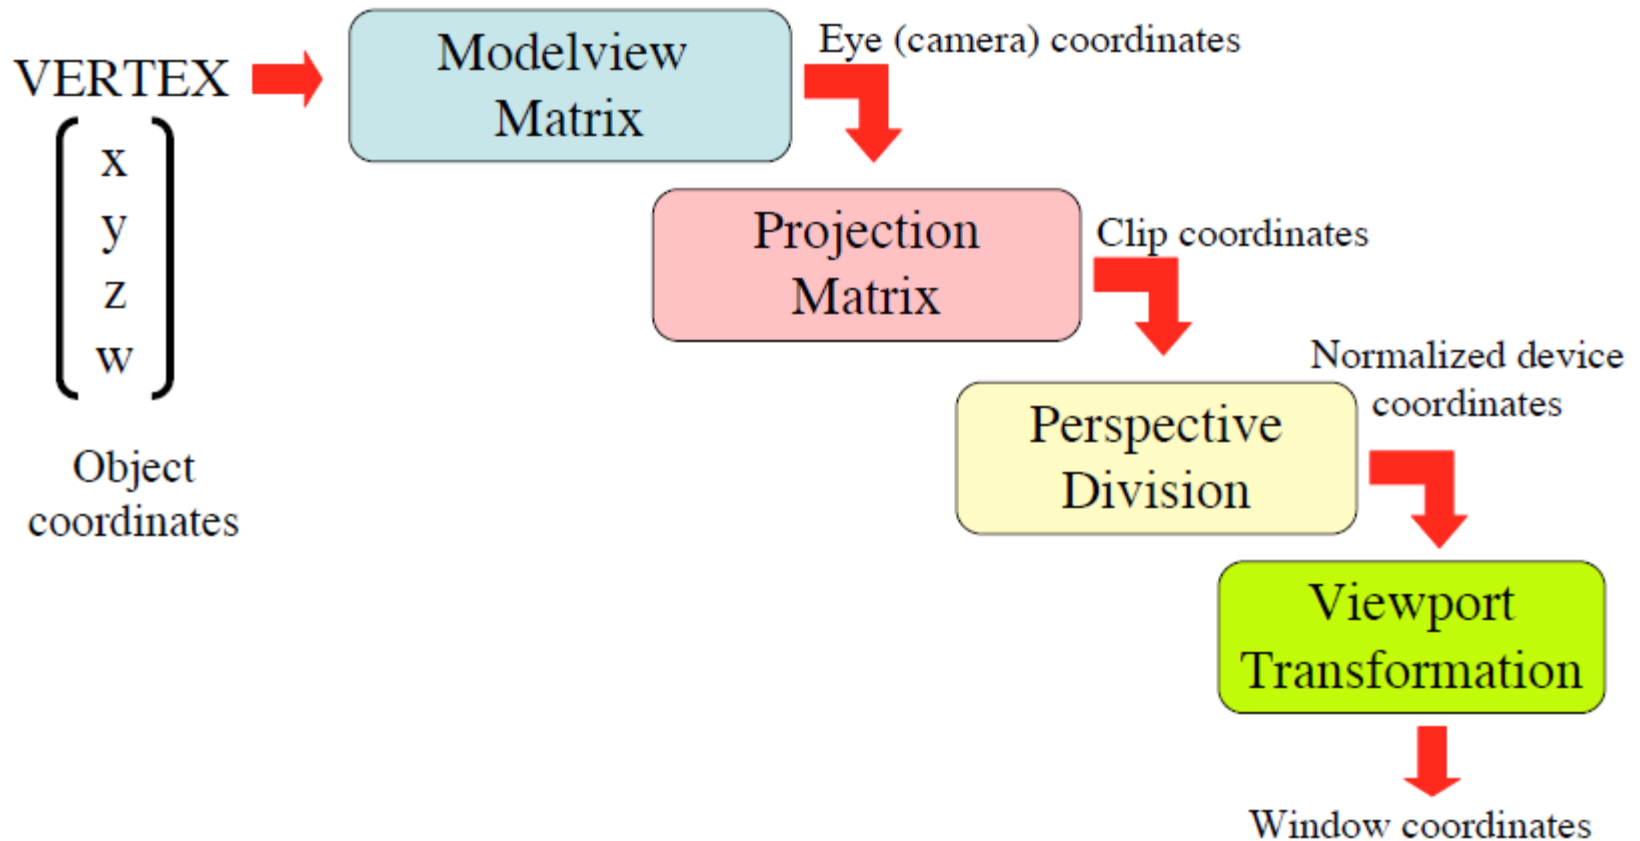 VERTEX
x
y
z
w
Object
coordinates
Modelview
Matrix
Eye (camera) coordinates
Projection
Matrix
Clip coordinates
Perspective
Division
Normalized device
coordinates
Viewport
Transformation
Window coordinates